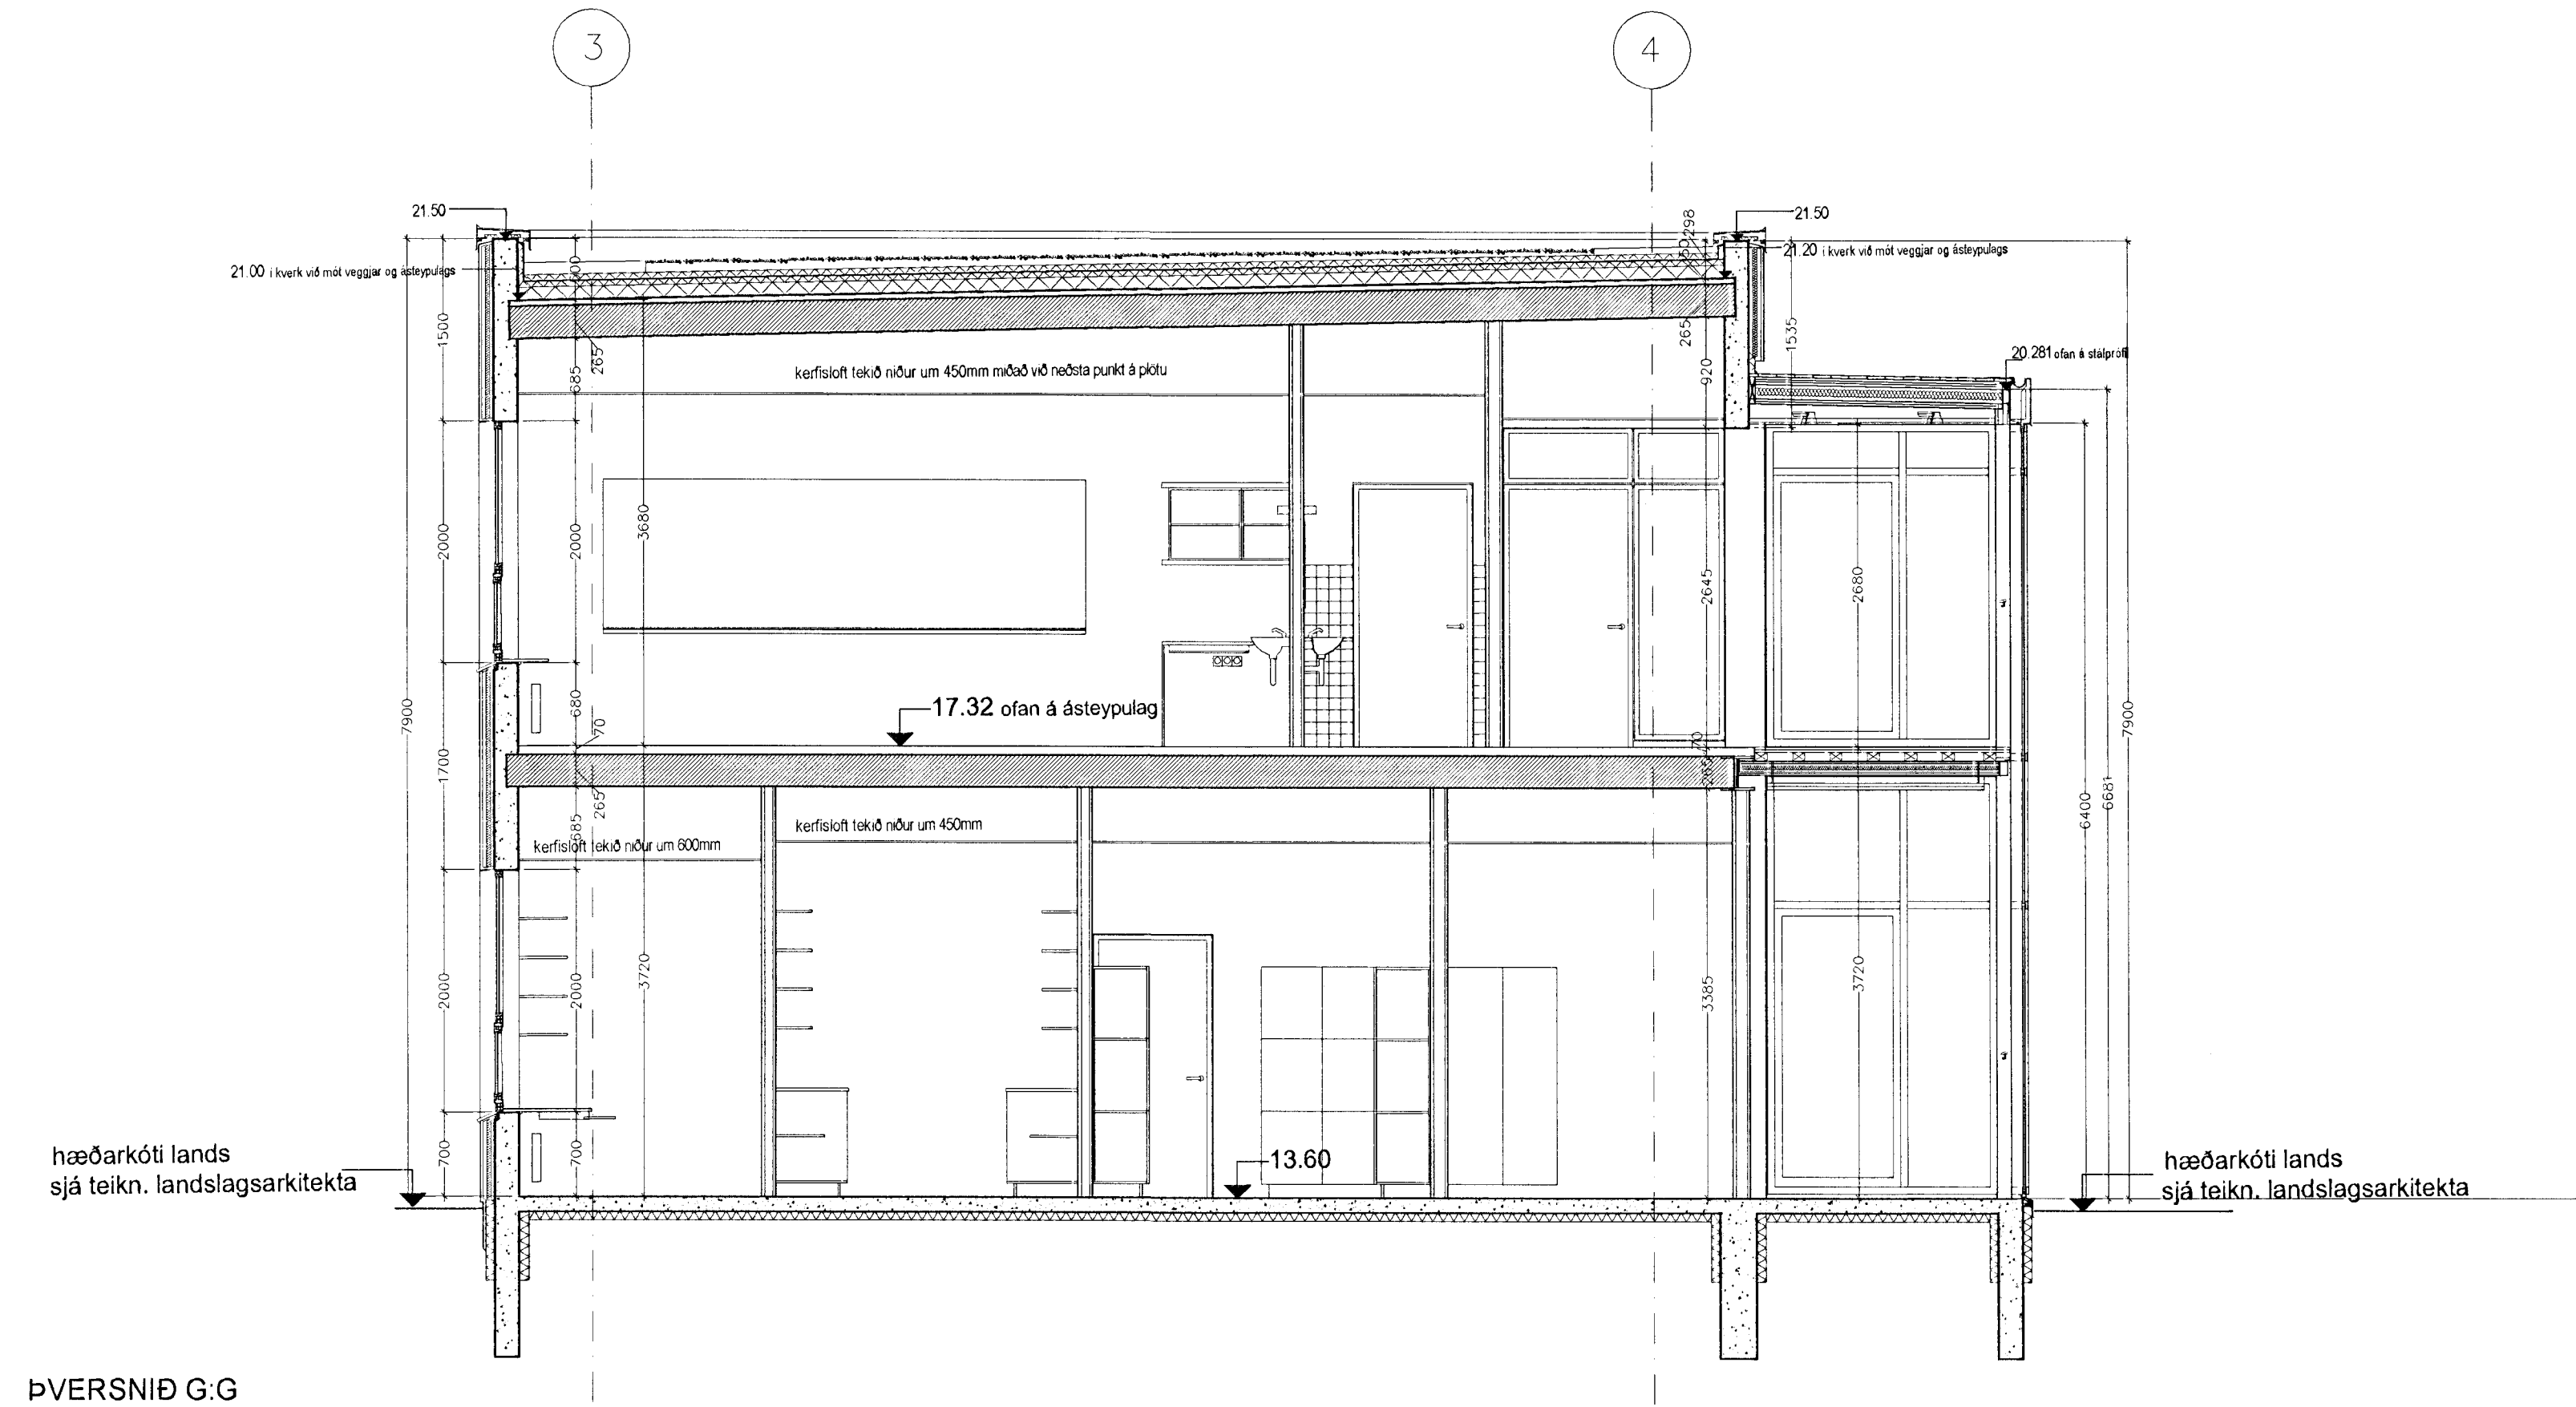 3
4
21.50
21.50
21.00 í kverk við mót veggjar og ásteypulags
21.20 í kverk við mót veggjar og ásteypulags
298
265
265
1500
685
920
1535
20.281 ofan á stálprófíl
kerfisloft tekið niður um 450mm miðað við neðsta punkt á plötu
2000
2000
3680
2645
2680
7900
680
70
17.32 ofan á ásteypulag
7900
1700
70
265
265
685
6400
6681
kerfisloft tekið niður um 600mm
kerfisloft tekið niður um 450mm
2000
2000
3720
3385
3720
700
700
13.60
hæðarkóti lands
sjá teikn. landslagsarkitekta
hæðarkóti lands
sjá teikn. landslagsarkitekta
ÞVERSNIÐ G:G